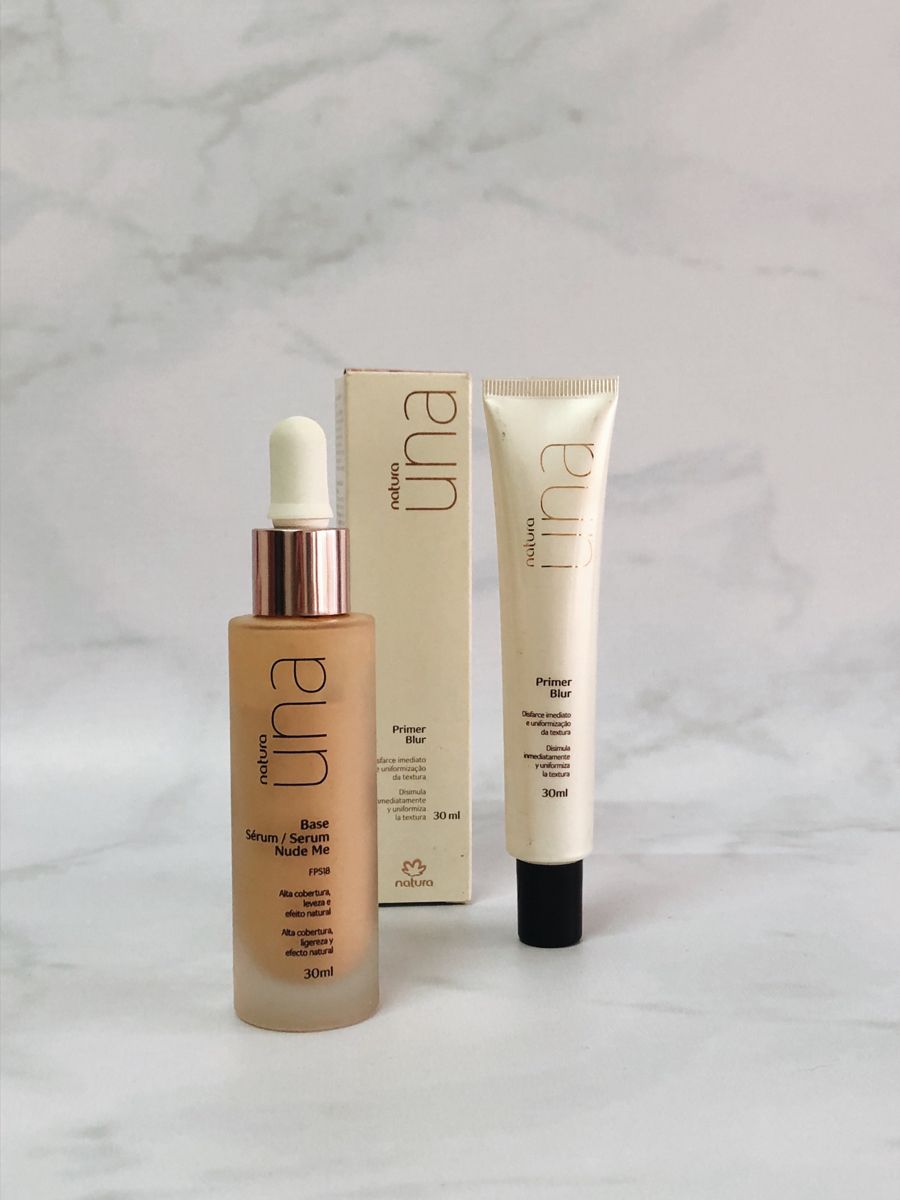 natura
una
Base
Sérum / Serum
Nude Me
FPS18
Alta cobertura,
leveza e
efeito natural
Alta cobertura,
ligereza y
efecto natural
30ml
natura
una
Primer
Blur
imediato
uniformização
da textura
Disimula
y uniformiza
la textura
30 ml
natura
natura
una
Primer
Blur
Disfarce imediato
e uniformização
da textura
Disimula
inmediatamente
y uniformiza
la textura
30ml